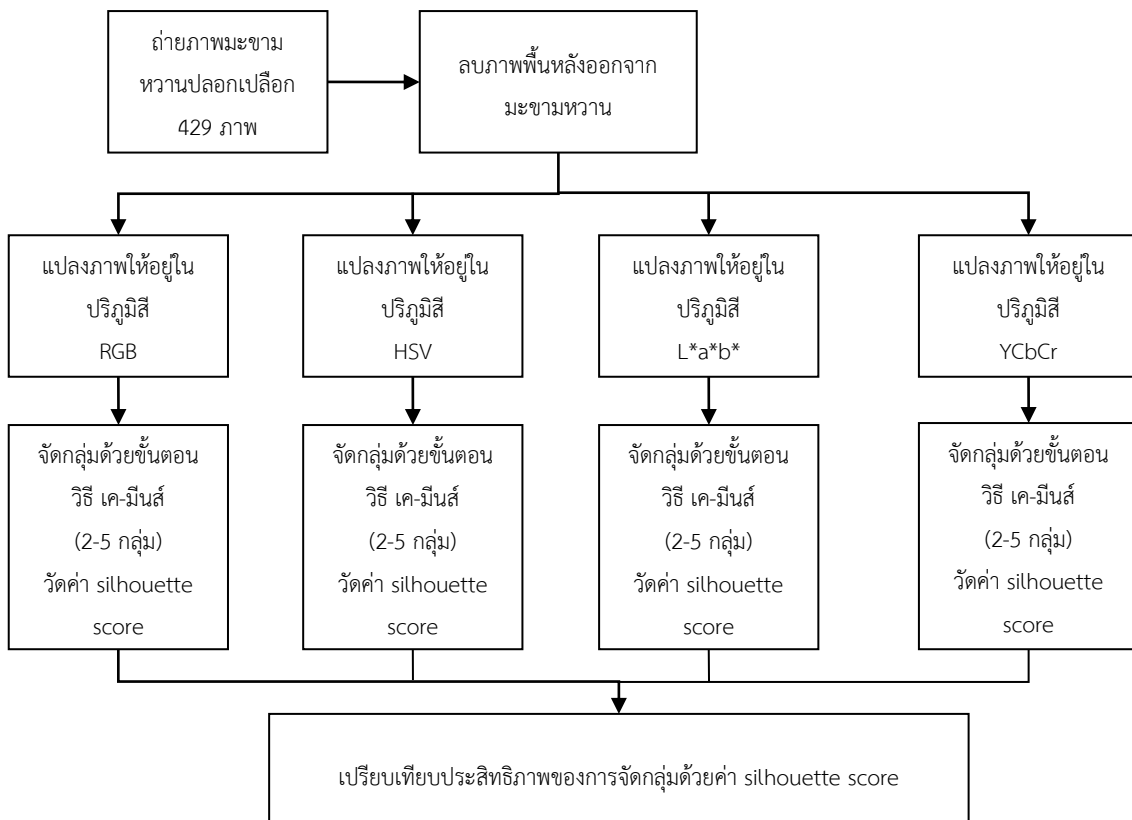 ถ่ายภาพมะขาม
หวานปลอกเปลือก
429 ภาพ
ลบภาพพื้นหลังออกจาก
มะขามหวาน
แปลงภาพให้อยู่ใน
ปริภูมิสี
RGB
แปลงภาพให้อยู่ใน
ปริภูมิสี
HSV
แปลงภาพให้อยู่ใน
ปริภูมิสี
L*a*b*
แปลงภาพให้อยู่ใน
ปริภูมิสี
YCbCr
จัดกลุ่มด้วยขั้นตอน
วิธี เค-มีนส์
(2-5 กลุ่ม)
วัดค่า silhouette
score
จัดกลุ่มด้วยขั้นตอน
วิธี เค-มีนส์
(2-5 กลุ่ม)
วัดค่า silhouette
score
จัดกลุ่มด้วยขั้นตอน
วิธี เค-มีนส์
(2-5 กลุ่ม)
วัดค่า silhouette
score
จัดกลุ่มด้วยขั้นตอน
วิธี เค-มีนส์
(2-5 กลุ่ม)
วัดค่า silhouette
score
เปรียบเทียบประสิทธิภาพของการจัดกลุ่มด้วยค่า silhouette score